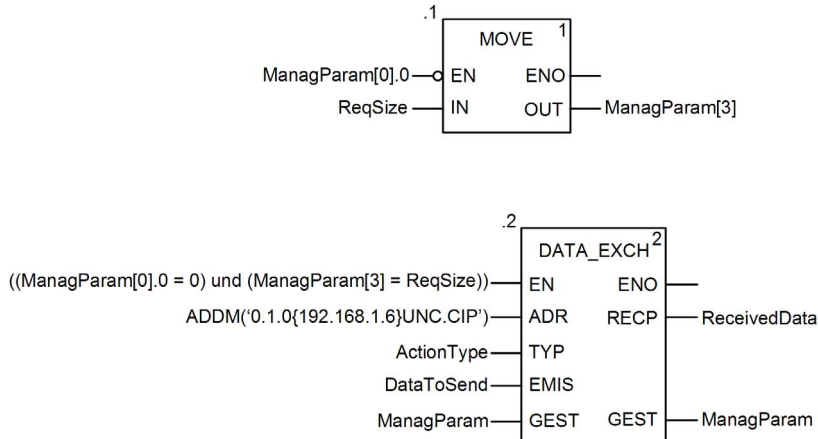 .1
MOVE 1
ManagParam[0].0 EN ENO
ReqSize IN OUT ManagParam[3]
.2
DATA_EXCH 2
((ManagParam[0].0 = 0) und (ManagParam[3] = ReqSize)) EN ENO
ADDM(‘0.1.0{192.168.1.6}UNC.CIP’) ADR RECP ReceivedData
ActionType TYP
DataToSend EMIS
ManagParam GEST GEST ManagParam